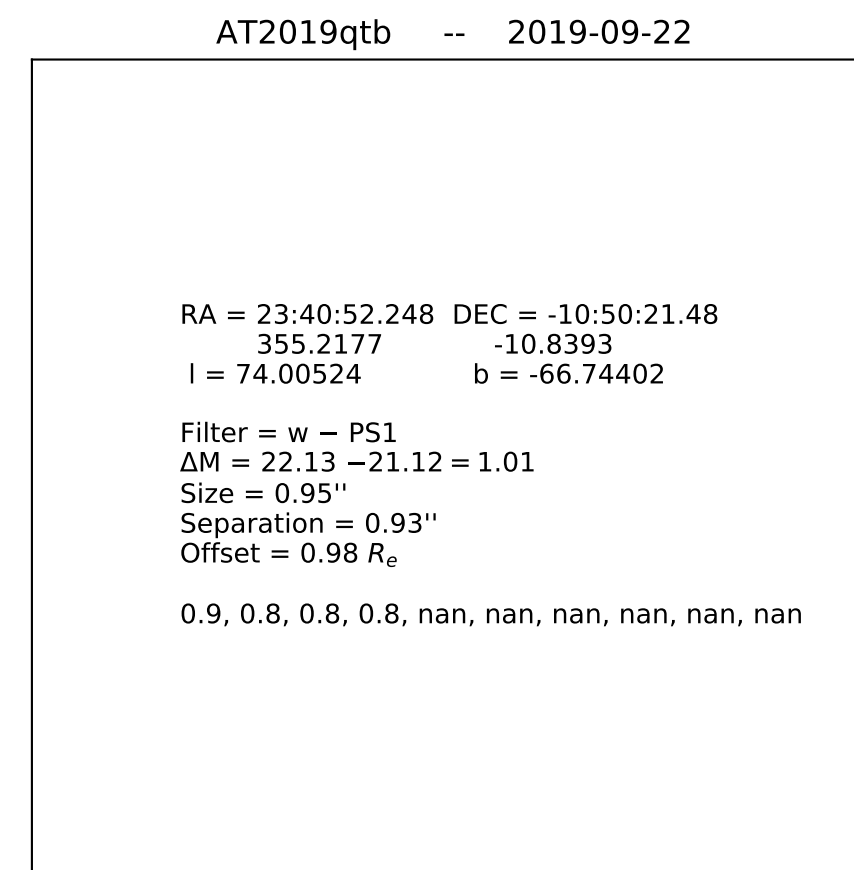 AT2019qtb -- 2019-09-22
RA = 23:40:52.248 DEC = -10:50:21.48
355.2177 -10.8393
l = 74.00524 b = -66.74402
Filter = w − PS1
ΔM = 22.13 −21.12 = 1.01
Size = 0.95''
Separation = 0.93''
Offset = 0.98 Rₑ
0.9, 0.8, 0.8, 0.8, nan, nan, nan, nan, nan, nan